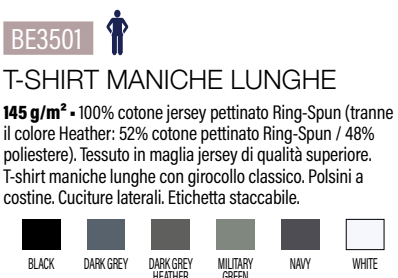 BE3501
T-SHIRT MANICHE LUNGHE
145 g/m² ▪ 100% cotone jersey pettinato Ring-Spun (tranne
il colore Heather: 52% cotone pettinato Ring-Spun / 48%
poliestere). Tessuto in maglia jersey di qualità superiore.
T-shirt maniche lunghe con girocollo classico. Polsini a
costine. Cuciture laterali. Etichetta staccabile.
BLACK DARK GREY DARK GREY HEATHER MILITARY GREEN NAVY WHITE